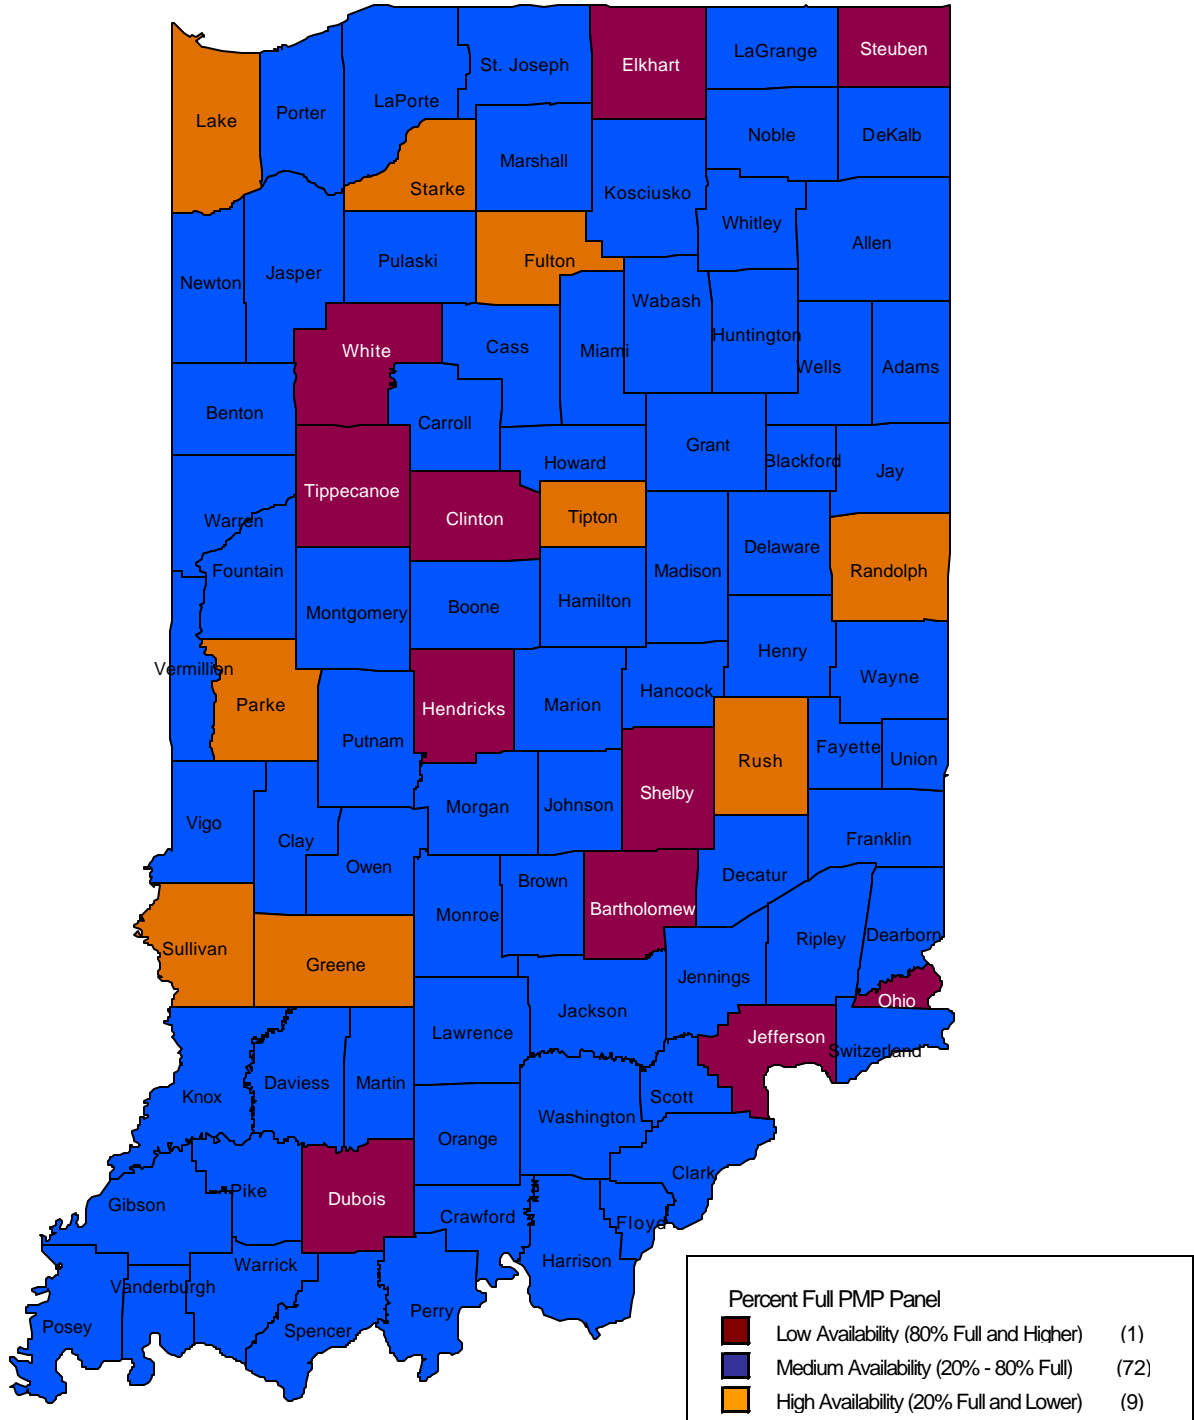 St. Joseph
Elkhart
LaGrange
Steuben
LaPorte
Porter
Lake
Noble
DeKalb
Marshall
Starke
Kosciusko
Whitley
Allen
Fulton
Pulaski
Jasper
Newton
Wabash
Huntington
White
Cass
Miami
Wells
Adams
Benton
Carroll
Grant
Howard
Blackford
Jay
Tippecanoe
Clinton
Tipton
Warren
Delaware
Fountain
Madison
Randolph
Montgomery
Boone
Hamilton
Henry
Vermillion
Wayne
Hancock
Parke
Hendricks
Marion
Putnam
Fayette
Union
Rush
Shelby
Morgan
Johnson
Vigo
Clay
Franklin
Owen
Brown
Decatur
Monroe
Bartholomew
Sullivan
Ripley
Dearborn
Greene
Jennings
Ohio
Jackson
Lawrence
Jefferson
Switzerland
Daviess
Martin
Knox
Scott
Washington
Orange
Clark
Pike
Dubois
Gibson
Crawford
Floyd
Harrison
Warrick
Vanderburgh
Perry
Posey
Spencer
Percent Full PMP Panel
Low Availability (80% Full and Higher) (1)
Medium Availability (20% - 80% Full) (72)
High Availability (20% Full and Lower) (9)